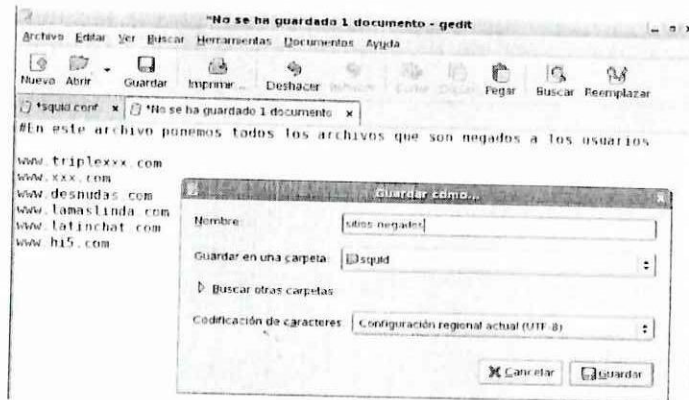 *No se ha guardado 1 documento - gedit
Archivo Editar Ver Buscar Herramientas Documentos Ayuda
Nuevo Abrir Guardar Imprimir... Deshacer Pegar Buscar Reemplazar
*squid.conf x *No se ha guardado 1 documento x
#En este archivo ponemos todos los archivos que son negados a los usuarios
www.triplexxx.com
www.xxx.com
www.desnudas.com
www.lamaslinda.com
www.latinchat.com
www.hi5.com
Guardar como...
Nombre: sitios-negados
Guardar en una carpeta: squid
Buscar otras carpetas
Codificación de caracteres: Configuración regional actual (UTF-8)
Cancelar Guardar